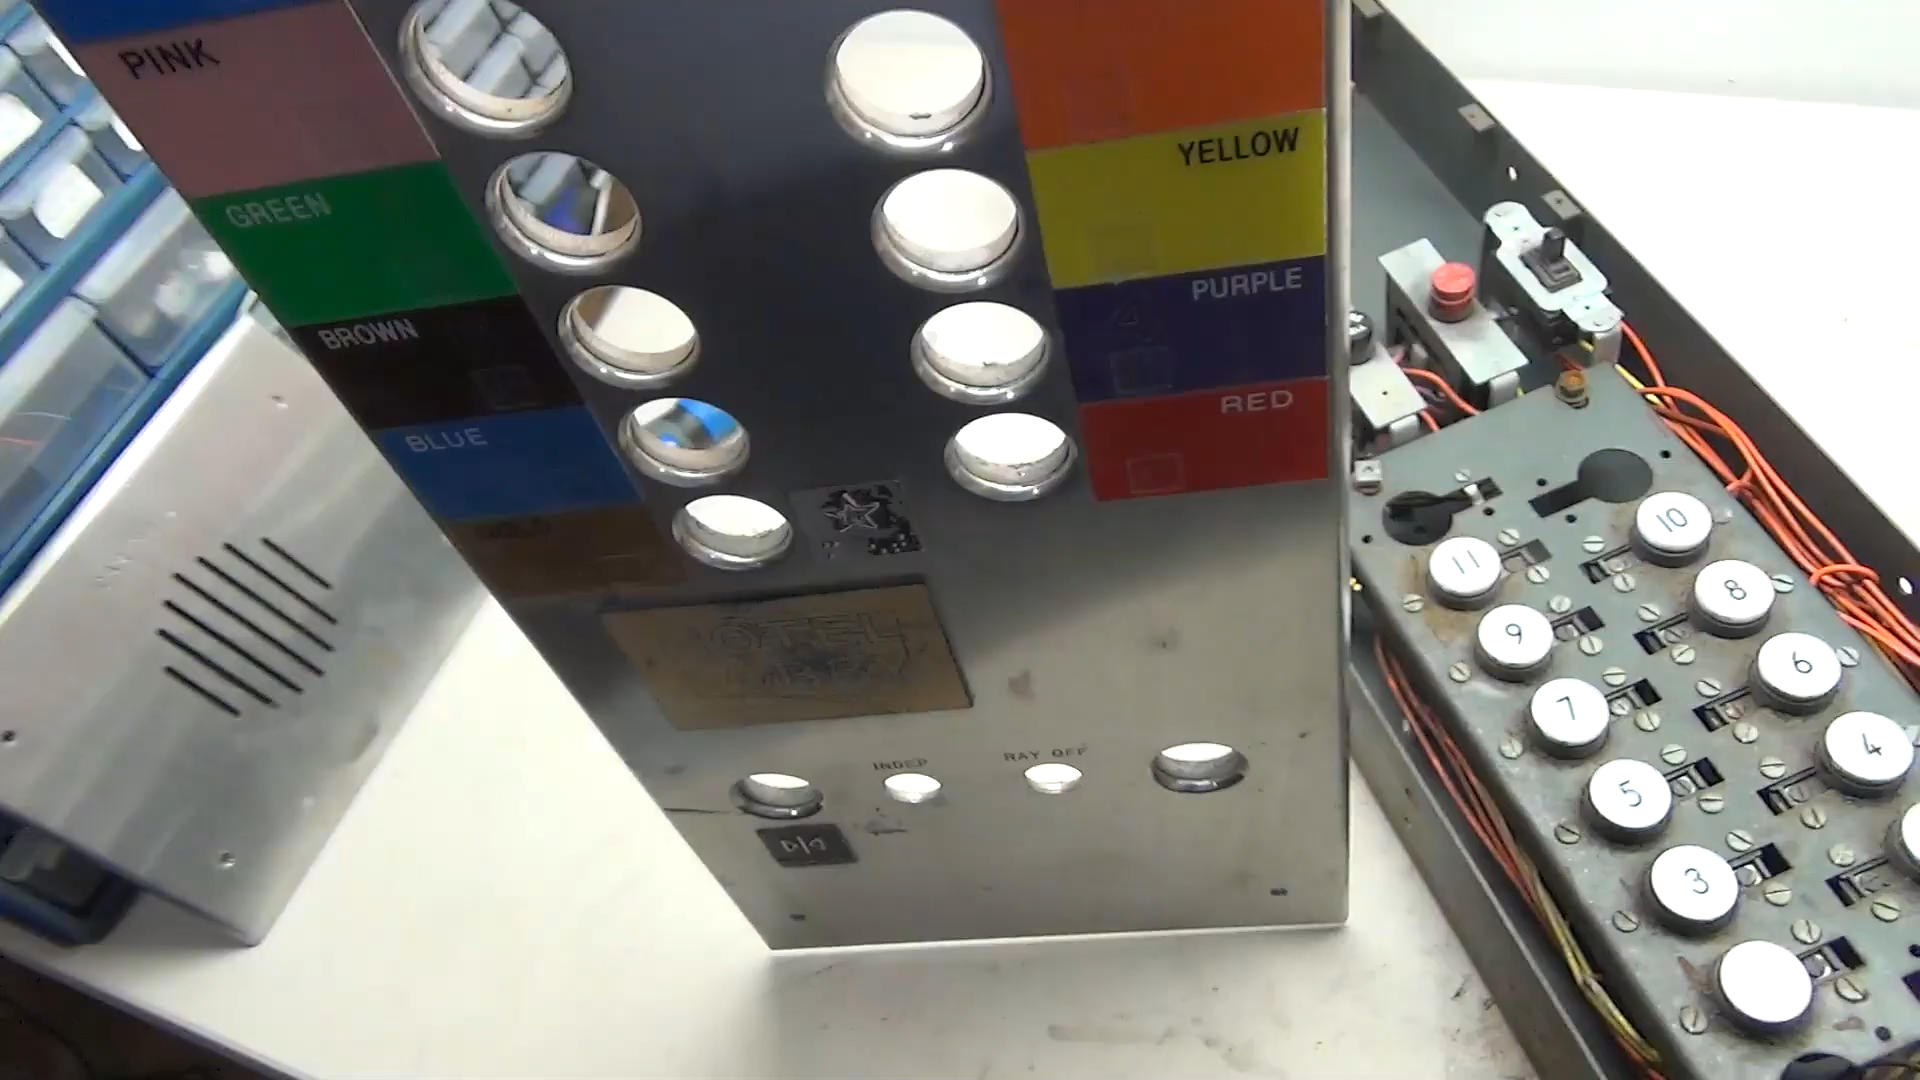 PINK
GREEN
BROWN
BLUE
YELLOW
PURPLE
RED
INDEP
RAY OFF
10
11
8
9
6
7
4
5
3